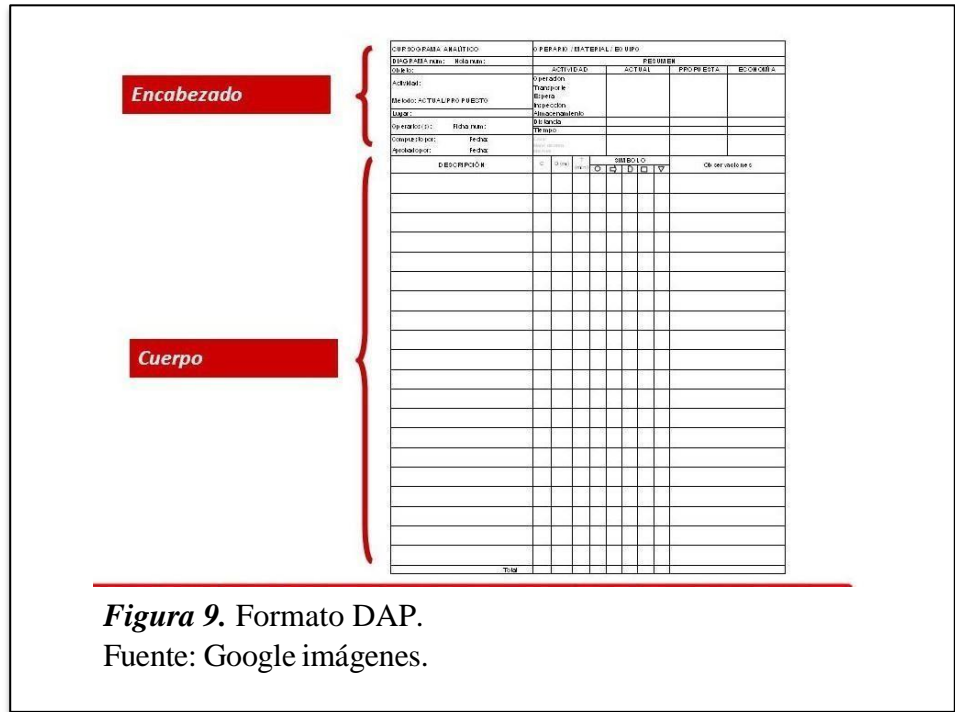 Encabezado
CURSOGRAMA ANALÍTICO OPERARIO / MATERIAL / EQUIPO
DIAGRAMA núm: Hoja núm: RESUMEN
Objeto: ACTIVIDAD ACTUAL PROPUESTA ECONOMÍA
Actividad:
Operación
Transporte
Espera
Inspección
Almacenamiento
Método: ACTUAL/PROPUESTO
Lugar:
Distancia
Tiempo
Operario(s): Ficha núm:
Compuesto por: Fecha:
Aprobado por: Fecha:
DESCRIPCIÓN SIMBOLO Observaciones
Cuerpo
Total
Figura 9. Formato DAP.
Fuente: Google imágenes.